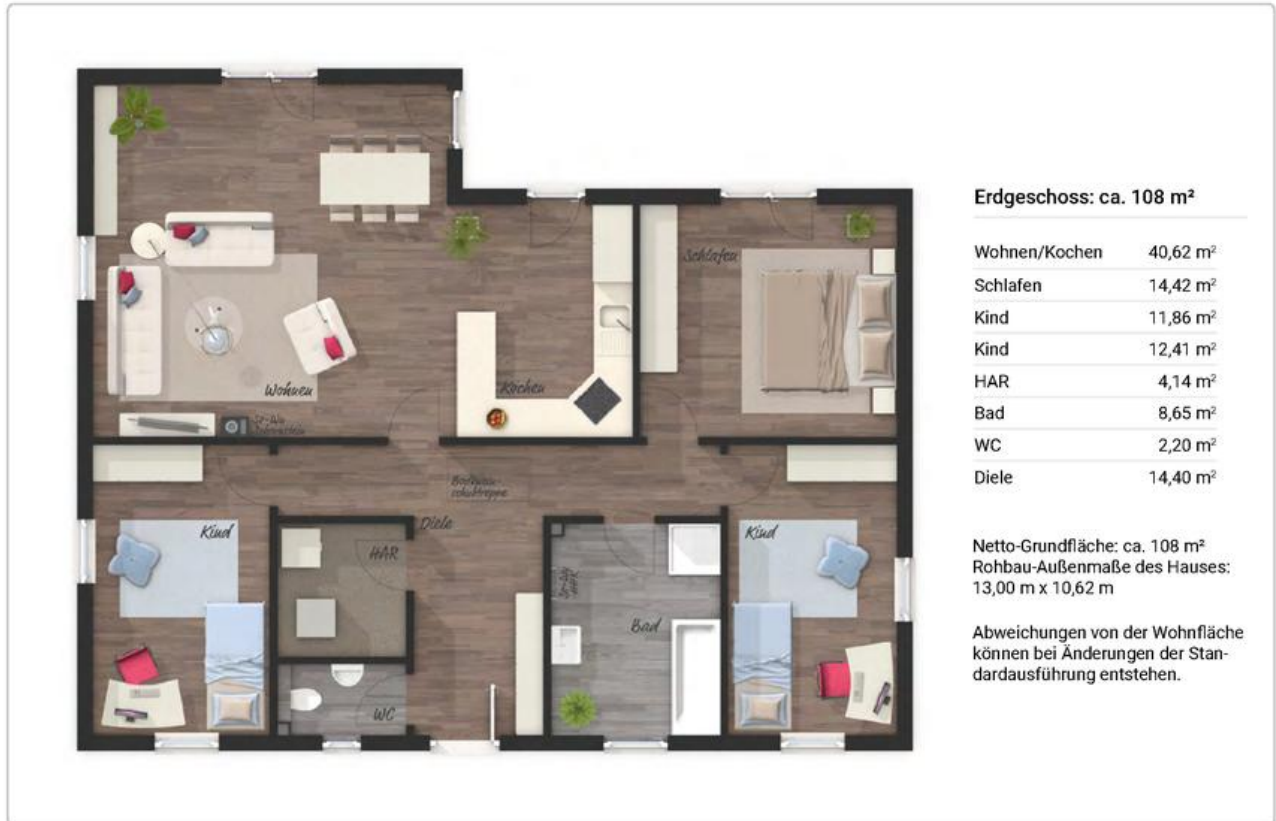 Erdgeschoss: ca. 108 m²
Wohnen/Kochen 40,62 m²
Schlafen 14,42 m²
Kind 11,86 m²
Kind 12,41 m²
HAR 4,14 m²
Bad 8,65 m²
WC 2,20 m²
Diele 14,40 m²
Netto-Grundfläche: ca. 108 m²
Rohbau-Außenmaße des Hauses:
13,00 m x 10,62 m
Abweichungen von der Wohnfläche
können bei Änderungen der Stan-
dardausführung entstehen.
Schlafen
Wohnen
Kochen
Kind
HAR
Diele
Kind
Bad
WC